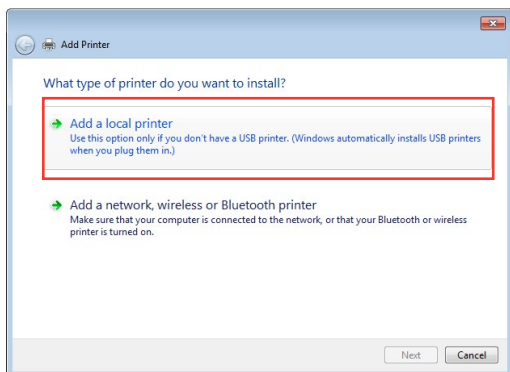 Add Printer
What type of printer do you want to install?
Add a local printer
Use this option only if you don't have a USB printer. (Windows automatically installs USB printers
when you plug them in.)
Add a network, wireless or Bluetooth printer
Make sure that your computer is connected to the network, or that your Bluetooth or wireless
printer is turned on.
Next Cancel